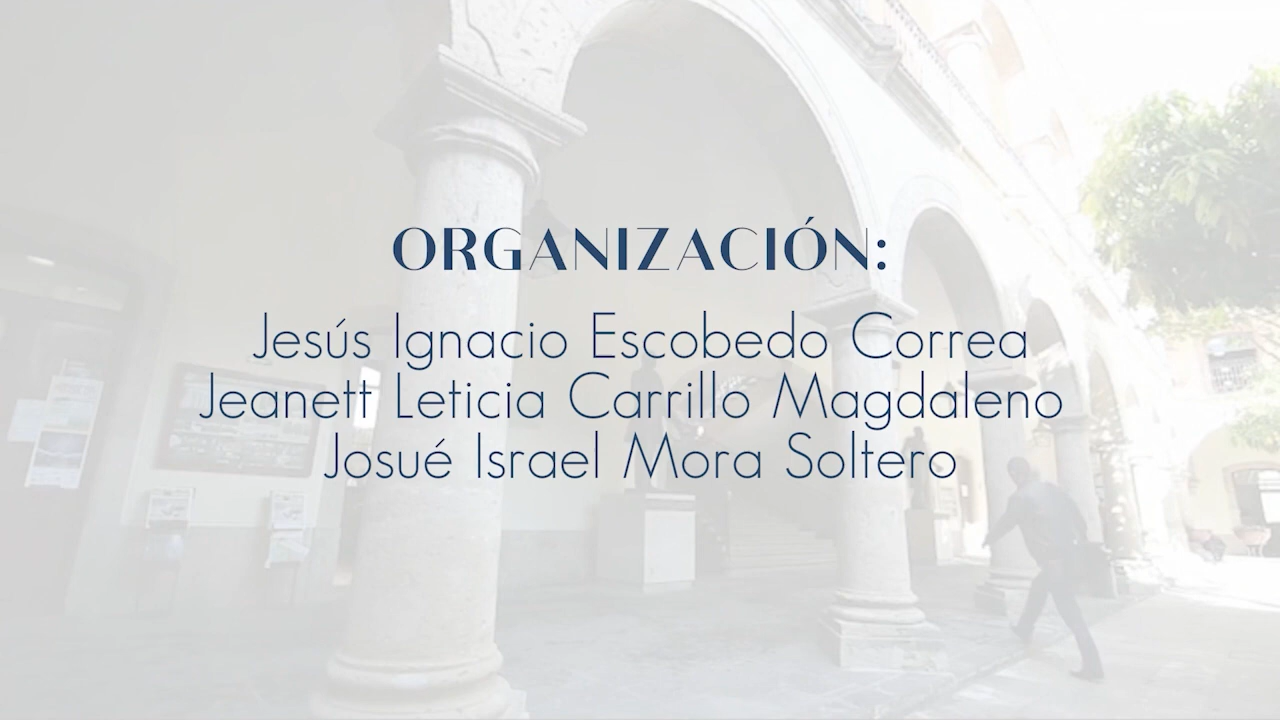 ORGANIZACIÓN:
Jesús Ignacio Escobedo Correa
Jeanett Leticia Carrillo Magdaleno
Josué Israel Mora Soltero